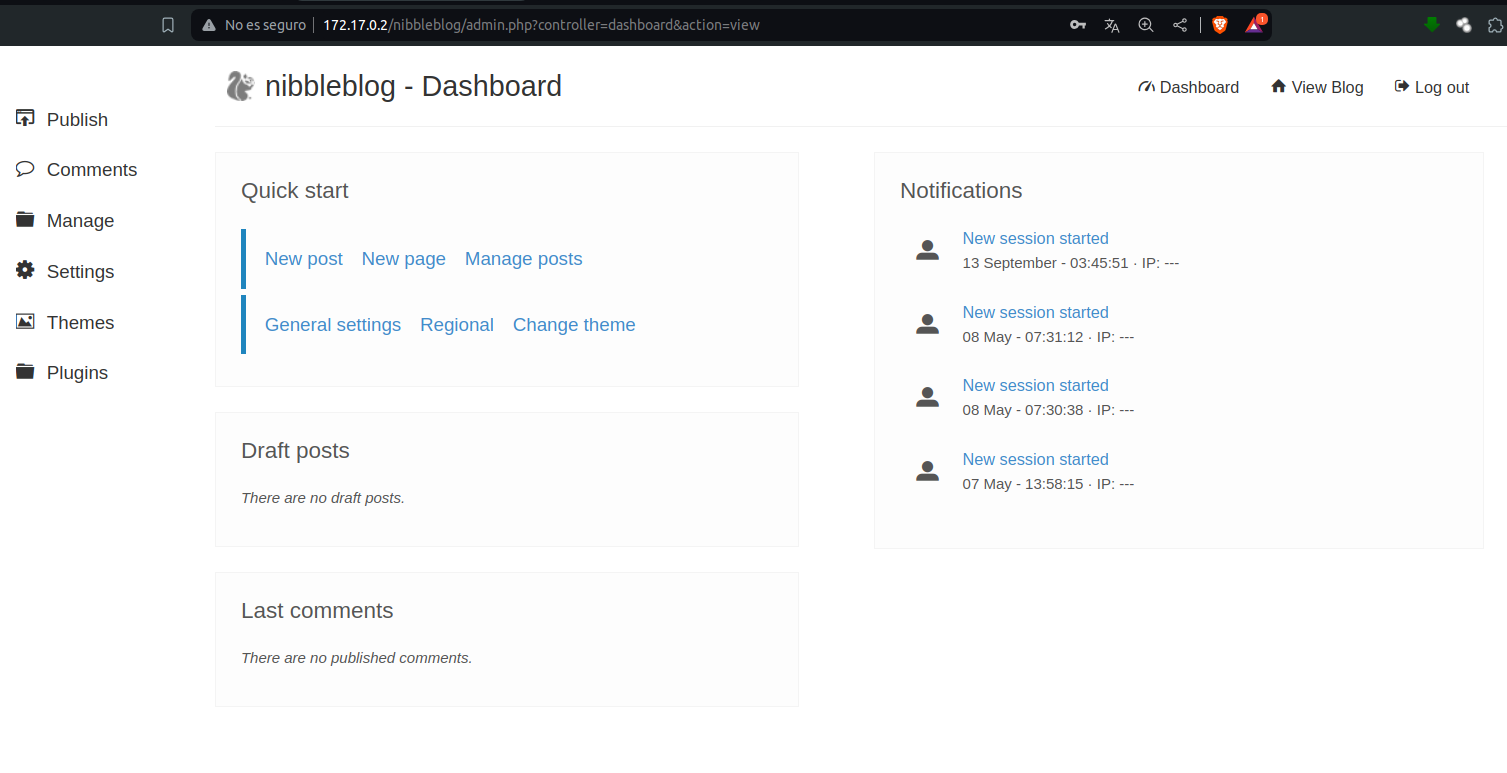 No es seguro 172.17.0.2/nibbleblog/admin.php?controller=dashboard&action=view
1
nibbleblog - Dashboard
Dashboard View Blog Log out
Publish
Comments
Manage
Settings
Themes
Plugins
Quick start
New post New page Manage posts
General settings Regional Change theme
Draft posts
There are no draft posts.
Last comments
There are no published comments.
Notifications
New session started
13 September - 03:45:51 · IP: ---
New session started
08 May - 07:31:12 · IP: ---
New session started
08 May - 07:30:38 · IP: ---
New session started
07 May - 13:58:15 · IP: ---